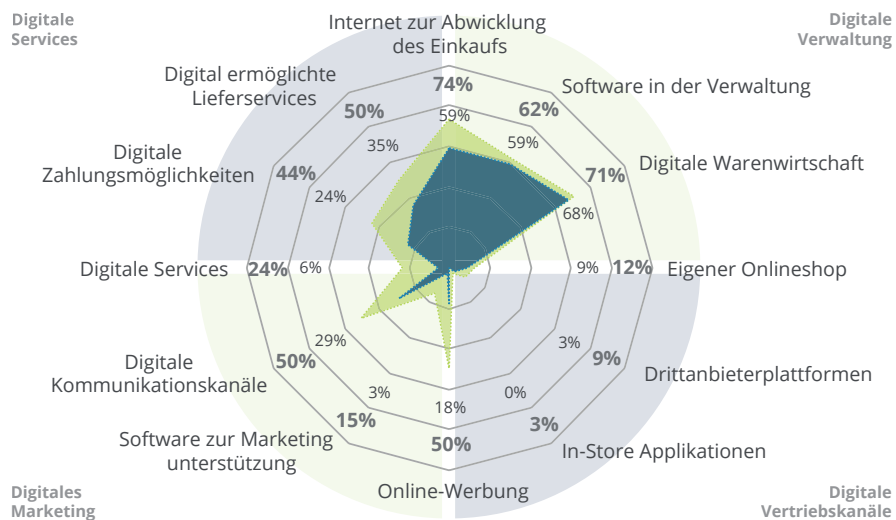 Digitale
Services
Internet zur Abwicklung
des Einkaufs
Digitale
Verwaltung
Digital ermöglichte
Lieferservices
Software in der Verwaltung
74%
50%
62%
59%
35%
59%
Digitale
Zahlungsmöglichkeiten
Digitale Warenwirtschaft
44%
71%
24%
68%
Digitale Services
24%
6%
9%
12%
Eigener Onlineshop
29%
3%
Digitale
Kommunikationskanäle
50%
9%
Drittanbieterplattformen
3%
18%
0%
15%
50%
3%
Software zur Marketing
unterstützung
In-Store Applikationen
Online-Werbung
Digitales
Marketing
Digitale
Vertriebskanäle